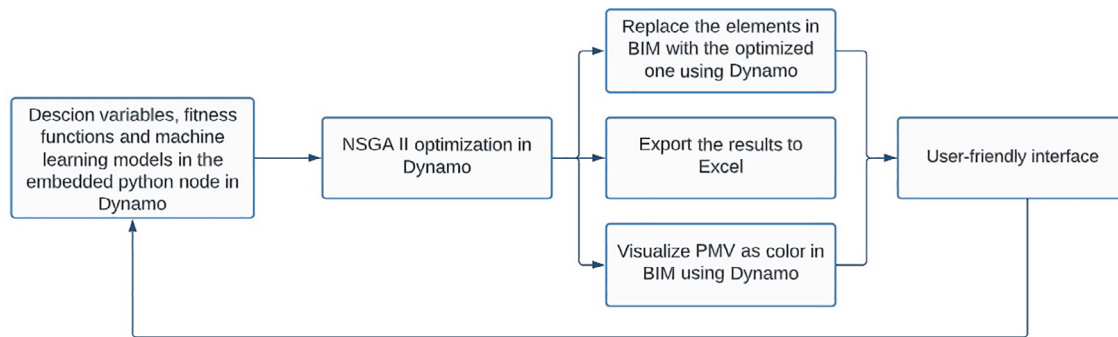 Descion variables, fitness
functions and machine
learning models in the
embedded python node in
Dynamo
NSGA II optimization in
Dynamo
Replace the elements in
BIM with the optimized
one using Dynamo
Export the results to
Excel
Visualize PMV as color in
BIM using Dynamo
User-friendly interface